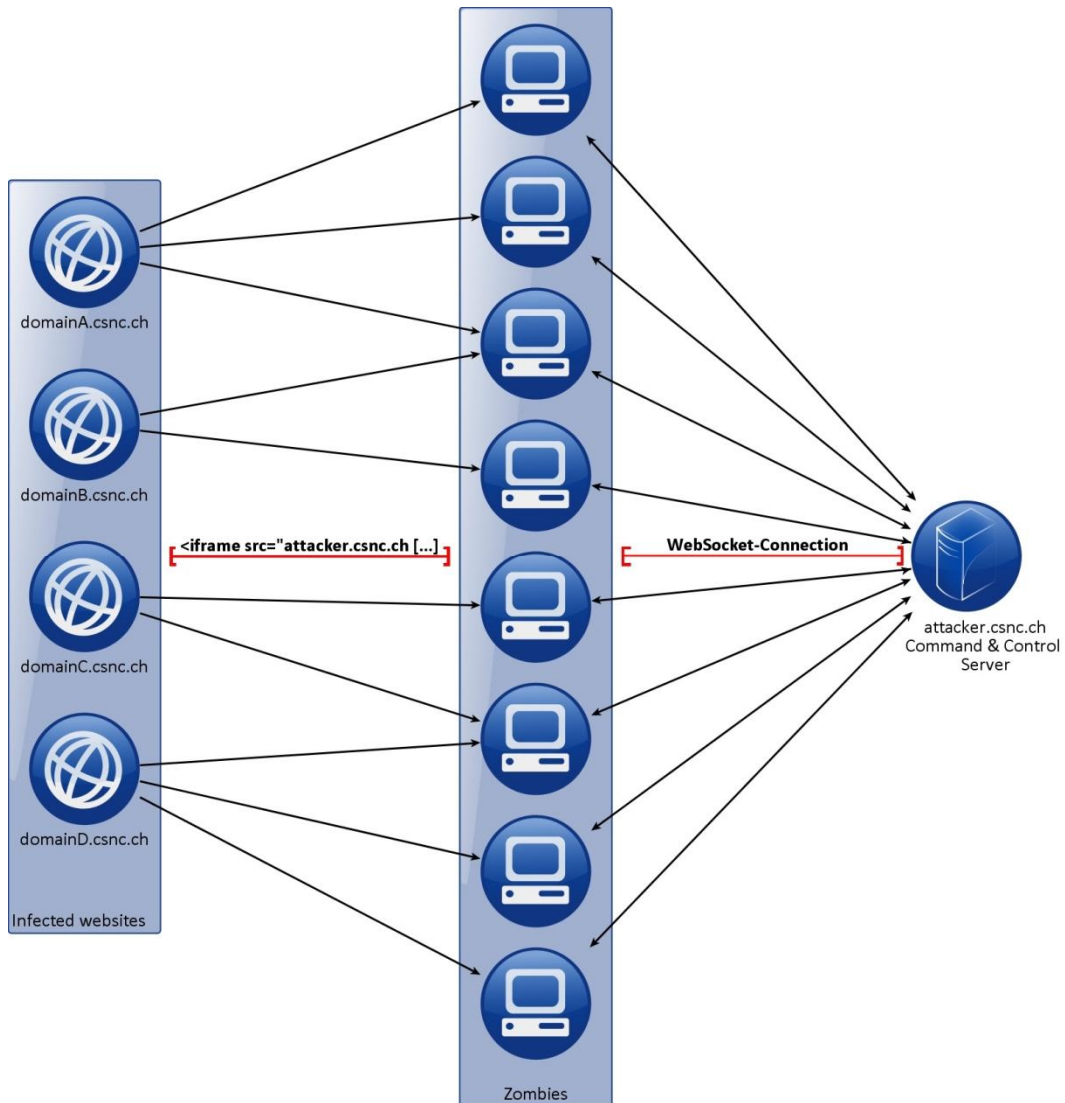 domainA.csnc.ch
domainB.csnc.ch
<iframe src="attacker.csnc.ch [...]
WebSocket-Connection
domainC.csnc.ch
attacker.csnc.ch
Command & Control
Server
domainD.csnc.ch
Infected websites
Zombies